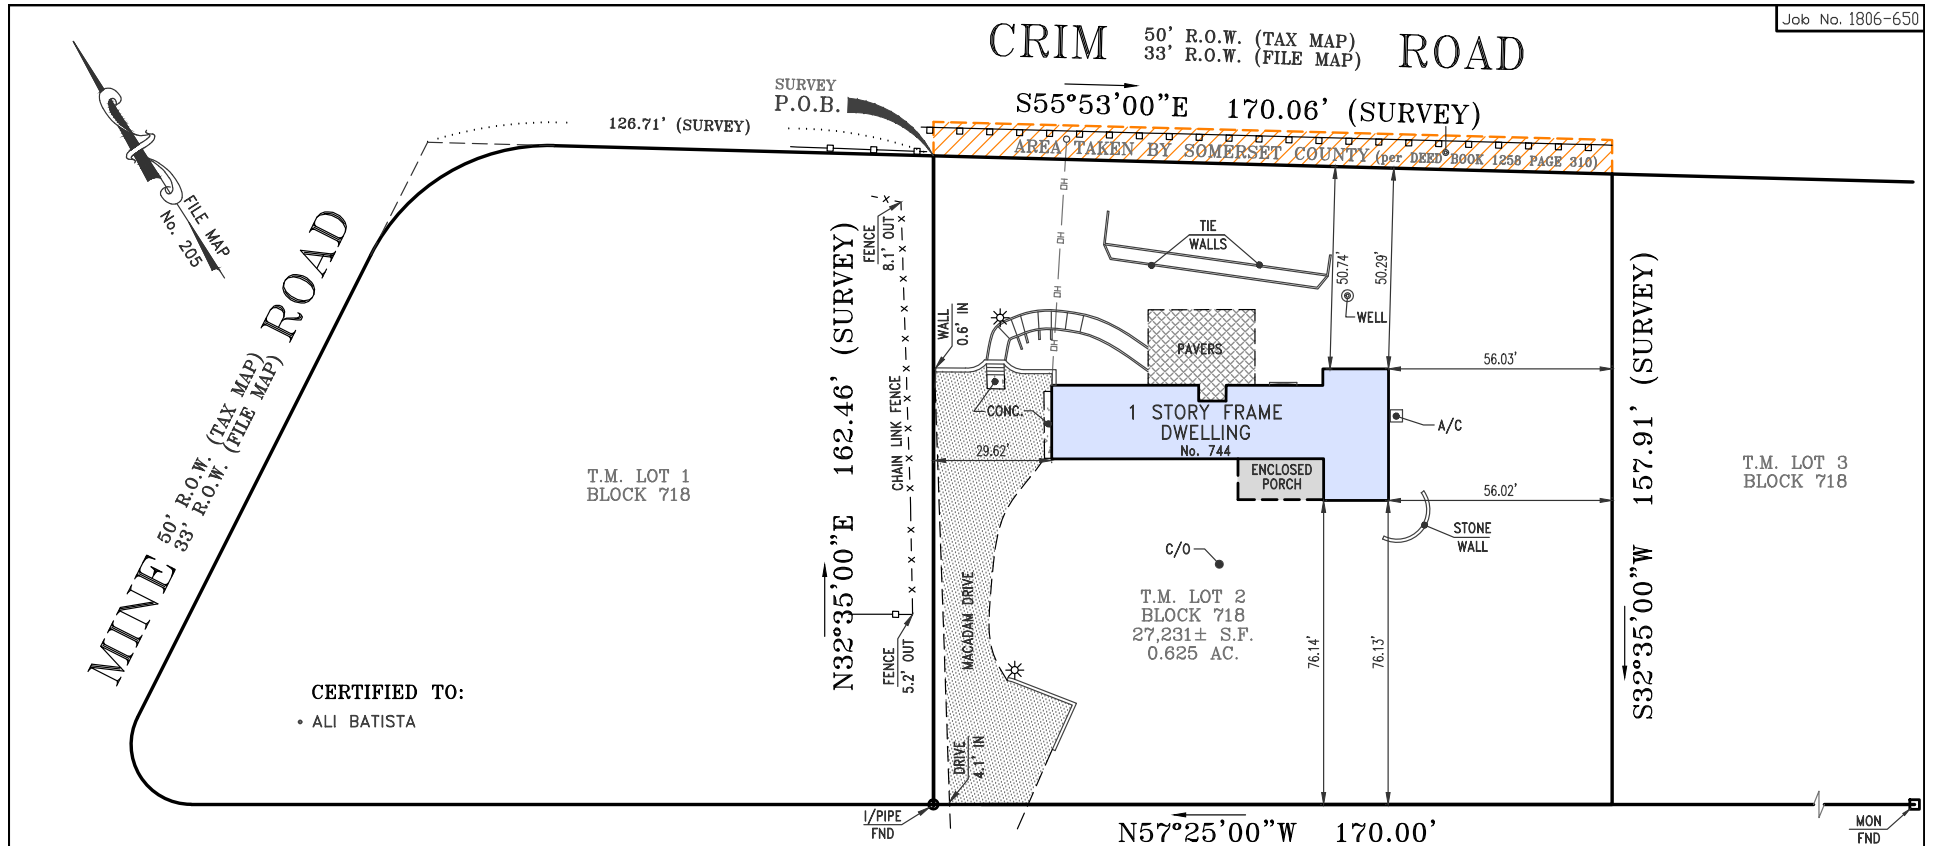 Job No. 1806-650
CRIM ROAD
50' R.O.W. (TAX MAP)
33' R.O.W. (FILE MAP)
S55°53'00"E 170.06' (SURVEY)
SURVEY
P.O.B.
126.71' (SURVEY)
AREA TAKEN BY SOMERSET COUNTY (per DEED BOOK 1258 PAGE 310)
FILE MAP
No. 205
MINE ROAD
50' R.O.W. (TAX MAP)
33' R.O.W. (FILE MAP)
FENCE
8.1' OUT
CHAIN LINK FENCE
N32°35'00"E 162.46' (SURVEY)
WALL
0.6' IN
OH
OH
OH
OH
TIE
WALLS
50.74'
50.29'
WELL
PAVERS
56.03'
S32°35'00"W 157.91' (SURVEY)
CONC.
1 STORY FRAME
DWELLING
No. 744
A/C
29.62'
ENCLOSED
PORCH
56.02'
T.M. LOT 1
BLOCK 718
T.M. LOT 3
BLOCK 718
STONE
WALL
C/O
T.M. LOT 2
BLOCK 718
27,231± S.F.
0.625 AC.
MACADAM DRIVE
76.14'
76.13'
FENCE
5.2' OUT
CERTIFIED TO:
• ALI BATISTA
DRIVE
4.1' IN
I/PIPE
FND
N57°25'00"W 170.00'
MON
FND